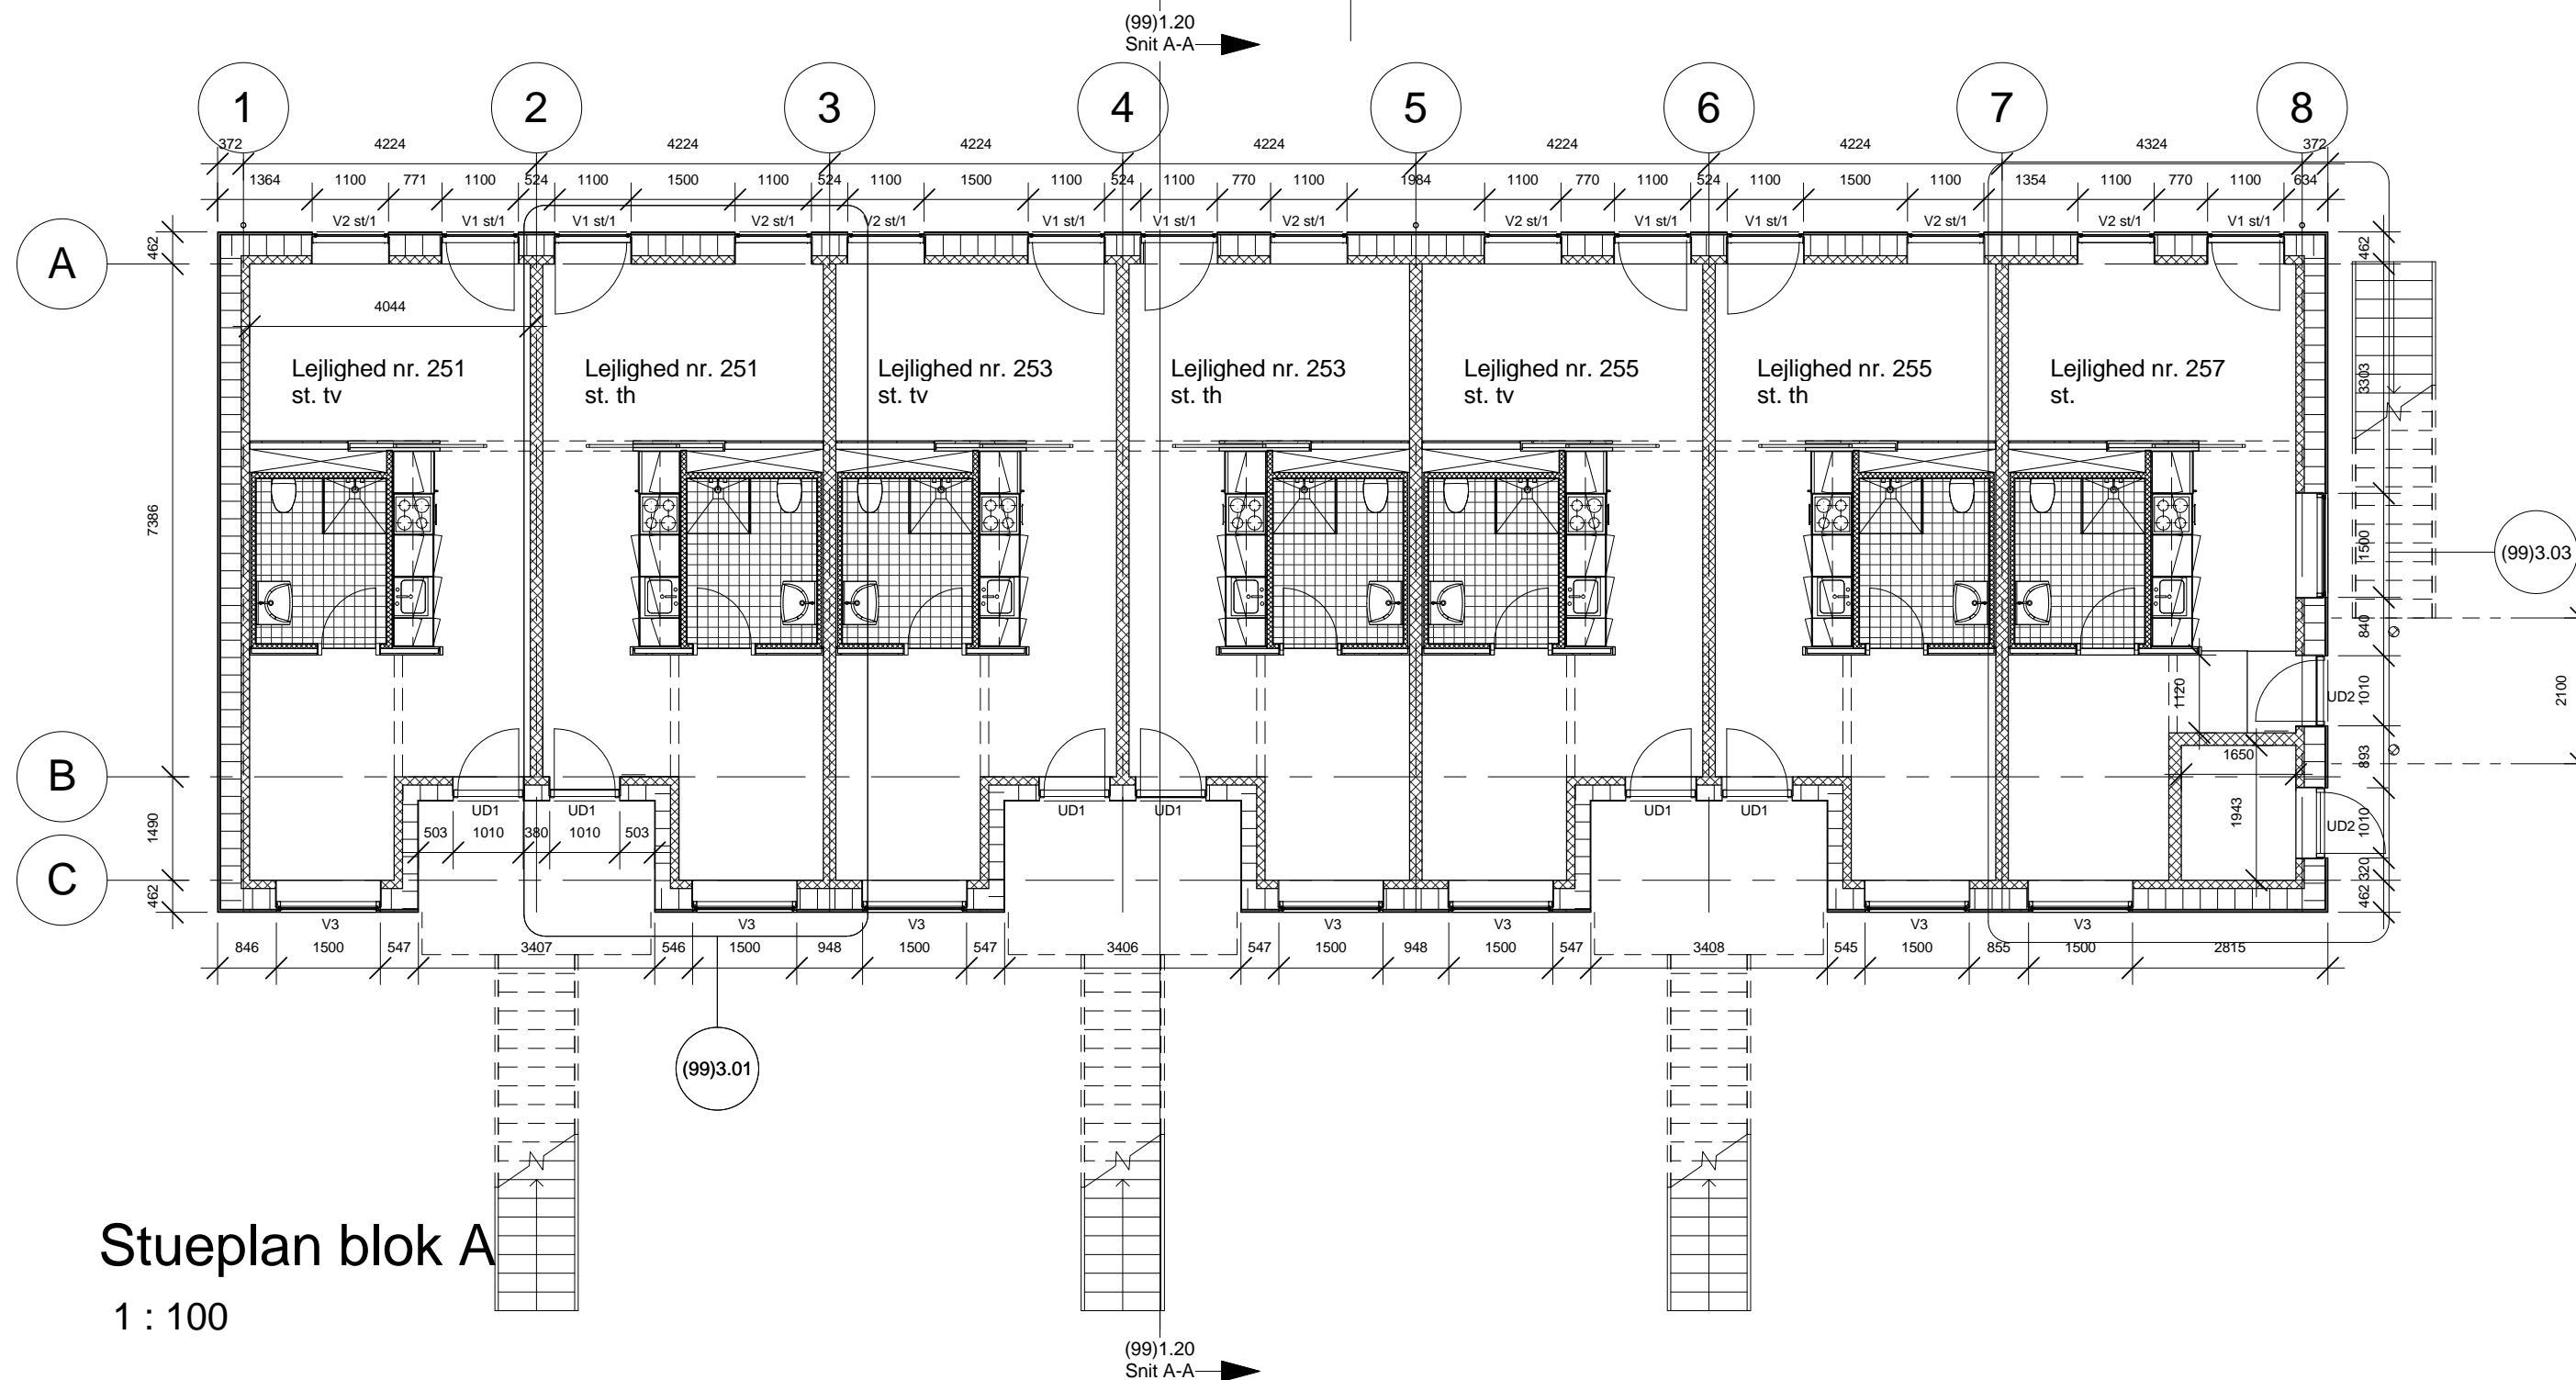 (99)1.20
Snit A-A
1 2 3 4 5 6 7 8
372 4224 4224 4224 4224 4224 4224 4324 372
1364 1100 771 1100 524 1100 1500 1100 524 1100 1500 1100 524 1100 770 1100 1984 1100 770 1100 524 1100 1500 1100 1354 1100 770 1100 634
V2 st/1 V1 st/1 V1 st/1 V2 st/1 V2 st/1 V1 st/1 V1 st/1 V2 st/1 V2 st/1 V1 st/1 V1 st/1 V2 st/1 V2 st/1 V1 st/1
A
462
462
4044
Lejlighed nr. 251
st. tv
Lejlighed nr. 251
st. th
Lejlighed nr. 253
st. tv
Lejlighed nr. 253
st. th
Lejlighed nr. 255
st. tv
Lejlighed nr. 255
st. th
Lejlighed nr. 257
st.
3303
7386
1500
(99)3.03
840
1120
UD2
1010
2100
B
1650
893
UD1 UD1 UD1 UD1 UD1 UD1
503 1010 380 1010 503
1490
1943
UD2
1010
C
320
462
462
V3 V3 V3 V3 V3 V3 V3
846 1500 547 3407 546 1500 948 1500 547 3406 547 1500 948 1500 547 3408 545 1500 855 1500 2815
(99)3.01
Stueplan blok A
1 : 100
(99)1.20
Snit A-A